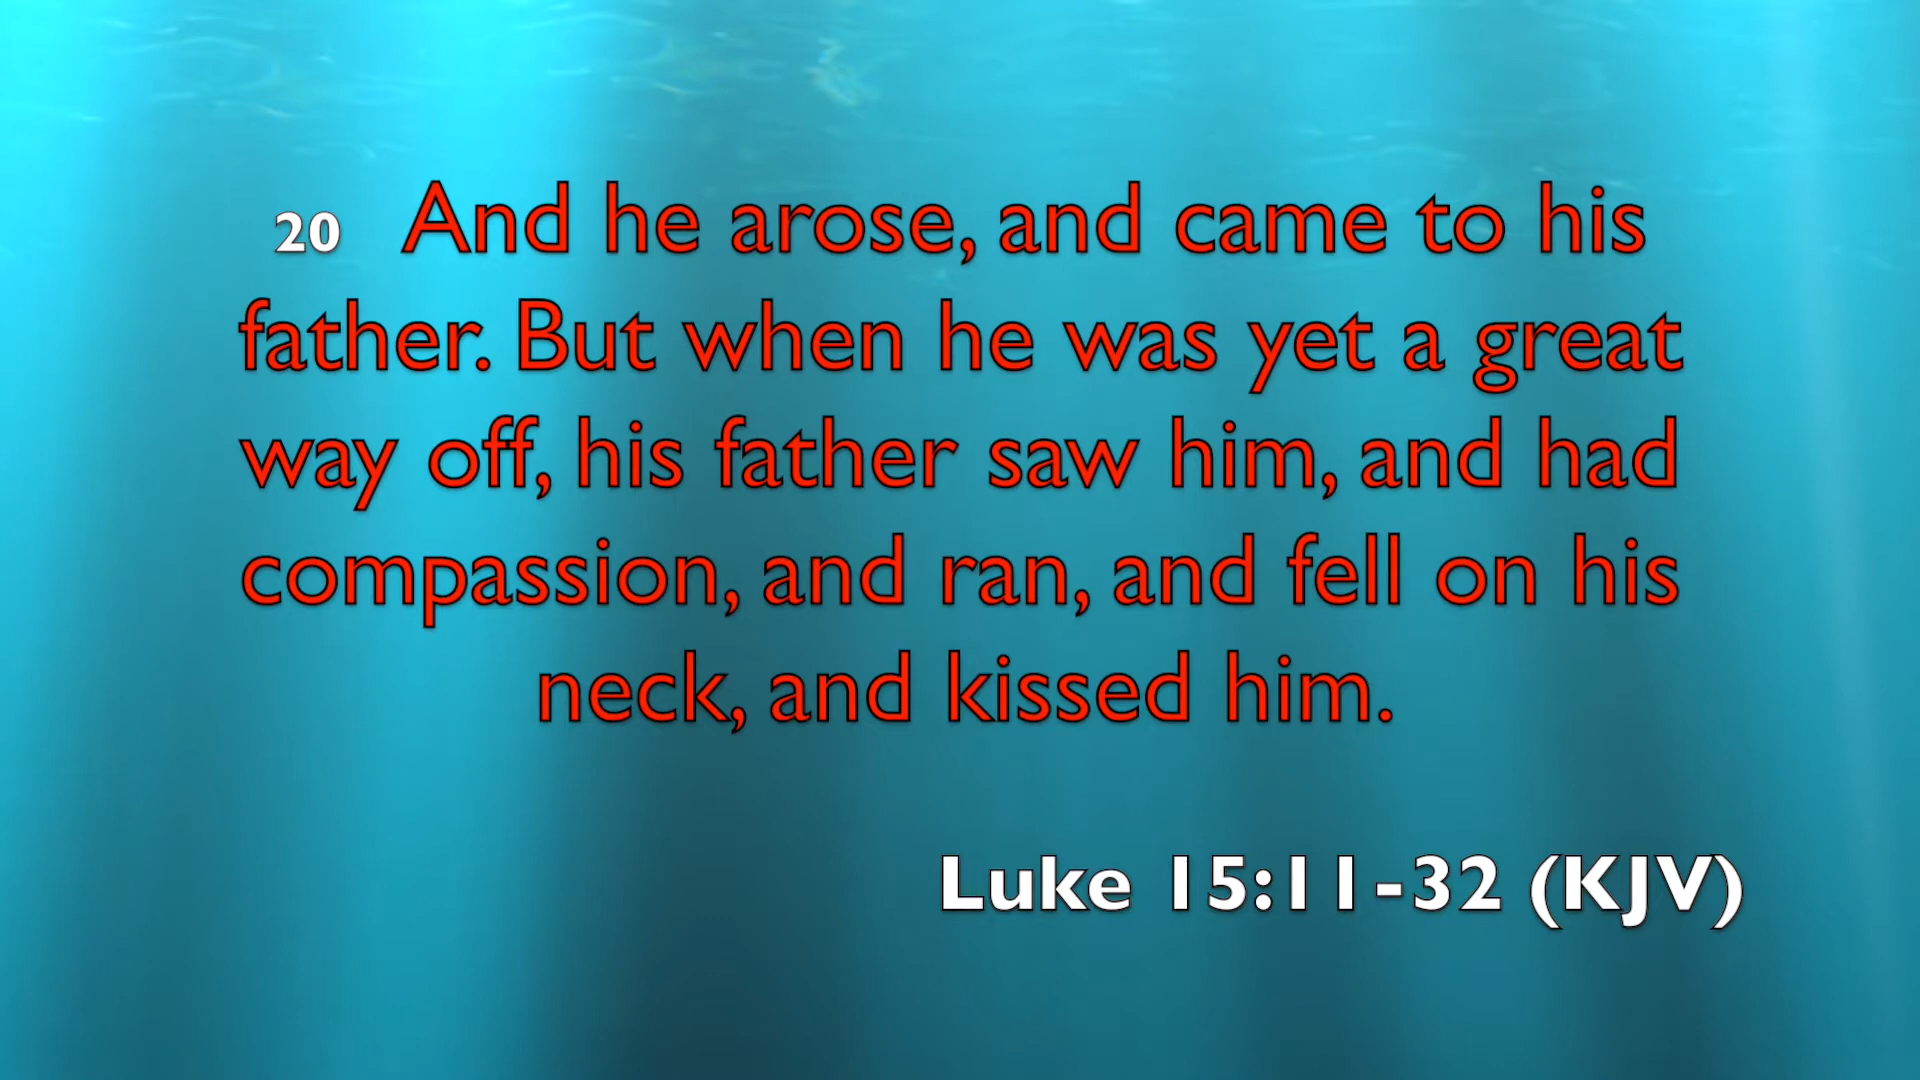 20 And he arose, and came to his
father. But when he was yet a great
way off, his father saw him, and had
compassion, and ran, and fell on his
neck, and kissed him.
Luke 15:11-32 (KJV)